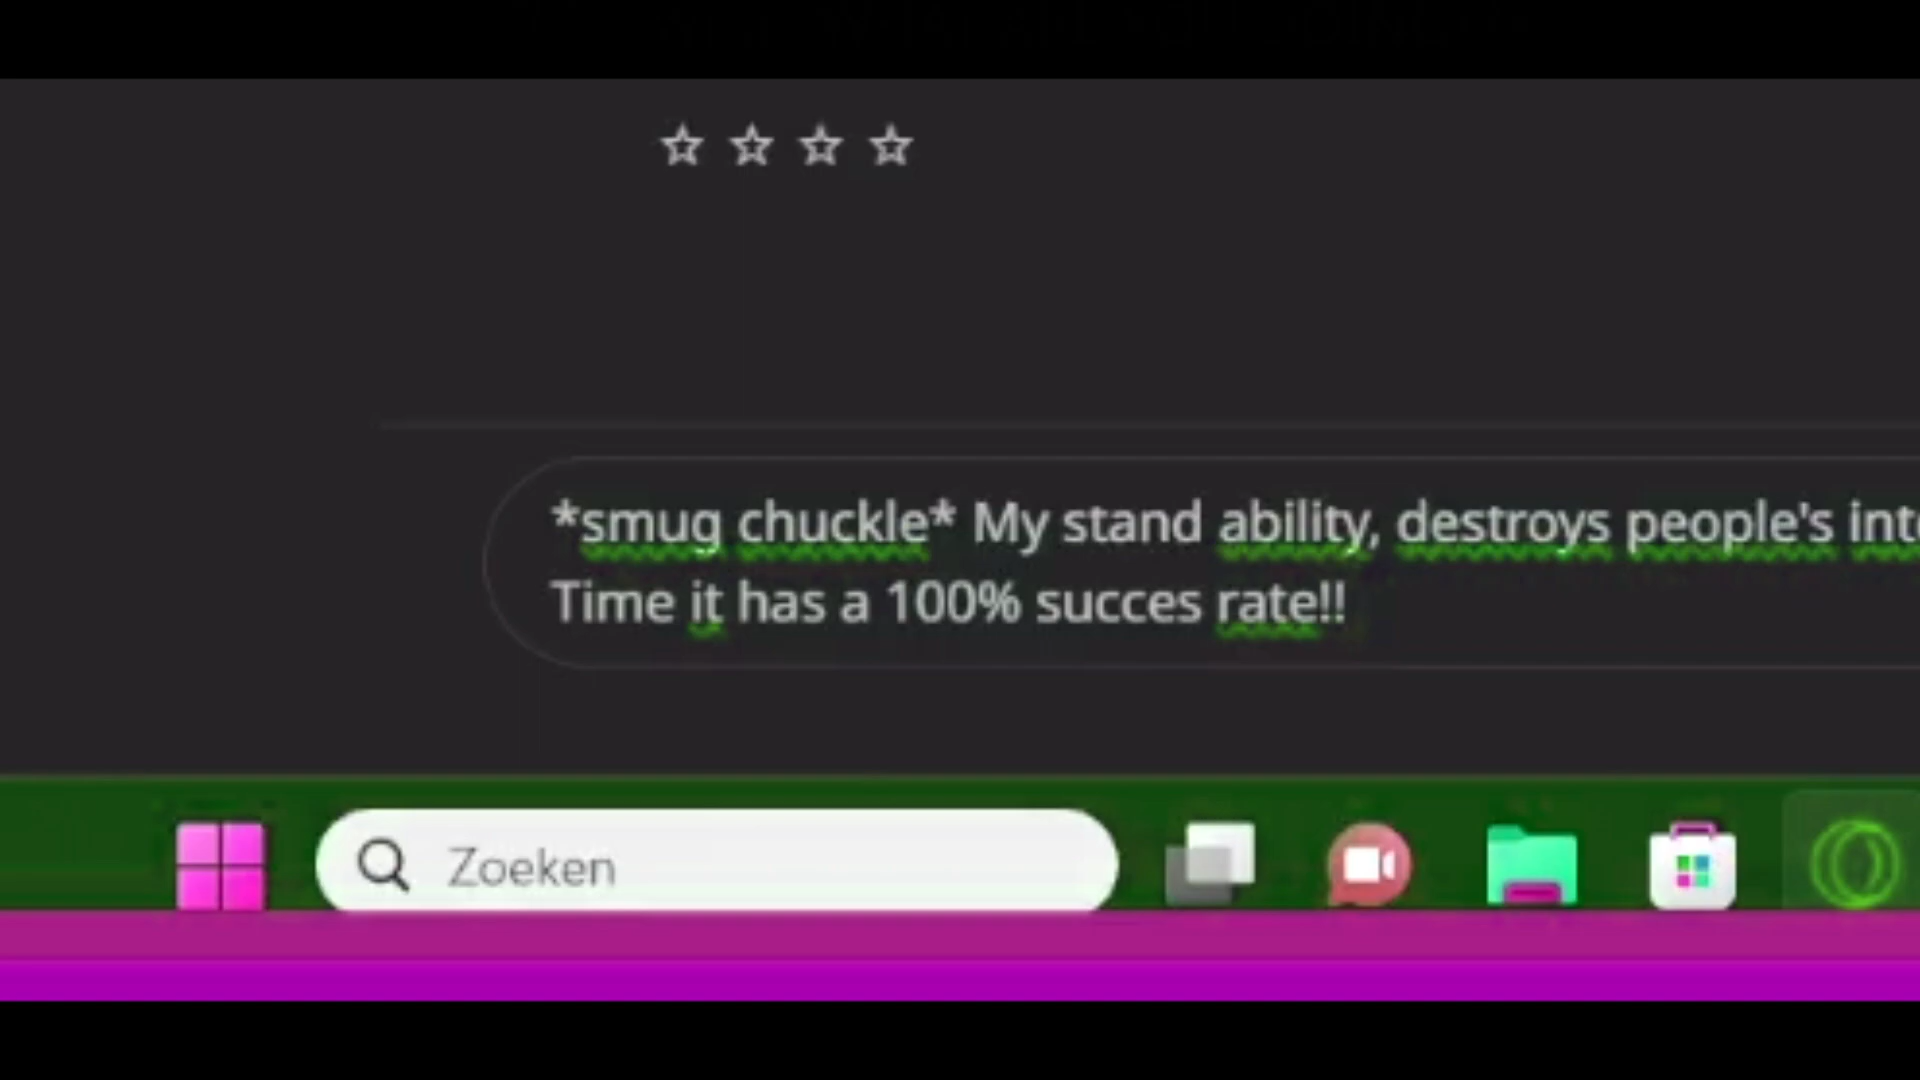 ☆ ☆ ☆ ☆
*smug chuckle* My stand ability, destroys people's
Time it has a 100% succes rate!!
Zoeken